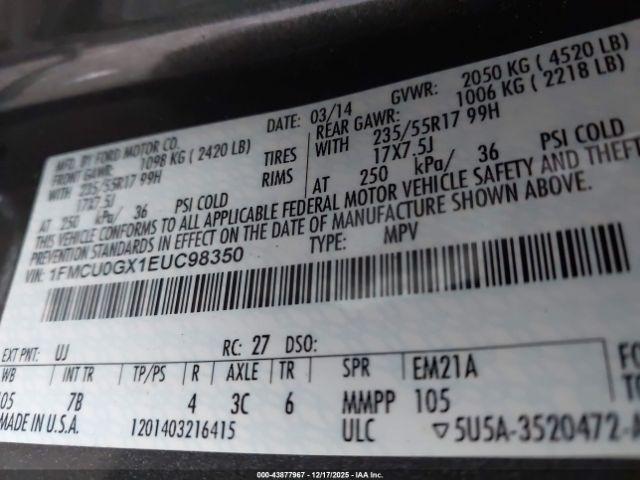 MFD. BY FORD MOTOR CO.
DATE: 03/14 GVWR: 2050 KG ( 4520 LB)
FRONT GAWR: 1098 KG ( 2420 LB) REAR GAWR: 1006 KG ( 2218 LB)
WITH 235/55R17 99H TIRES WITH 235/55R17 99H
17X7.5J RIMS 17X7.5J
AT 250 kPa/ 36 PSI COLD AT 250 kPa/ 36 PSI COLD
THIS VEHICLE CONFORMS TO ALL APPLICABLE FEDERAL MOTOR VEHICLE SAFETY AND THEFT
PREVENTION STANDARDS IN EFFECT ON THE DATE OF MANUFACTURE SHOWN ABOVE.
VIN: 1FMCU0GX1EUC98350 TYPE: MPV
EXT PNT: UJ RC: 27 DSO:
WB INT TR TP/PS R AXLE TR SPR EM21A
05 7B 4 3C 6 MMPP 105
MADE IN U.S.A. 1201403216415 ULC ▽5U5A-3520472-A
000-43877967 - 12/17/2025 - IAAI.COM